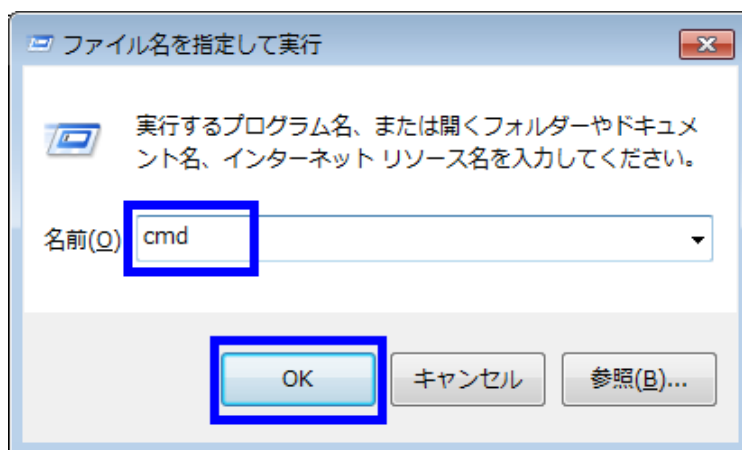 ファイル名を指定して実行
実行するプログラム名、または開くフォルダーやドキュメ
ント名、インターネット リソース名を入力してください。
名前(O) cmd
OK キャンセル 参照(B)...